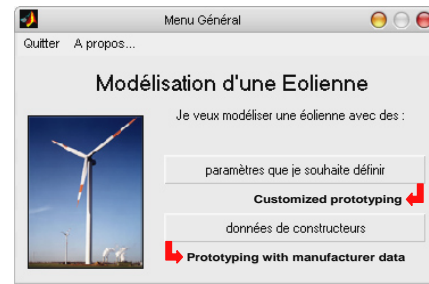 Menu Général
Quitter A propos...
Modélisation d'une Eolienne
Je veux modéliser une éolienne avec des :
paramètres que je souhaite définir
Customized prototyping
données de constructeurs
Prototyping with manufacturer data